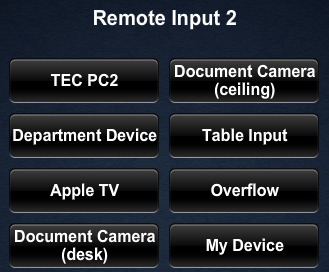 Remote Input 2
TEC PC2
Document Camera
(ceiling)
Department Device
Table Input
Apple TV
Overflow
Document Camera
(desk)
My Device